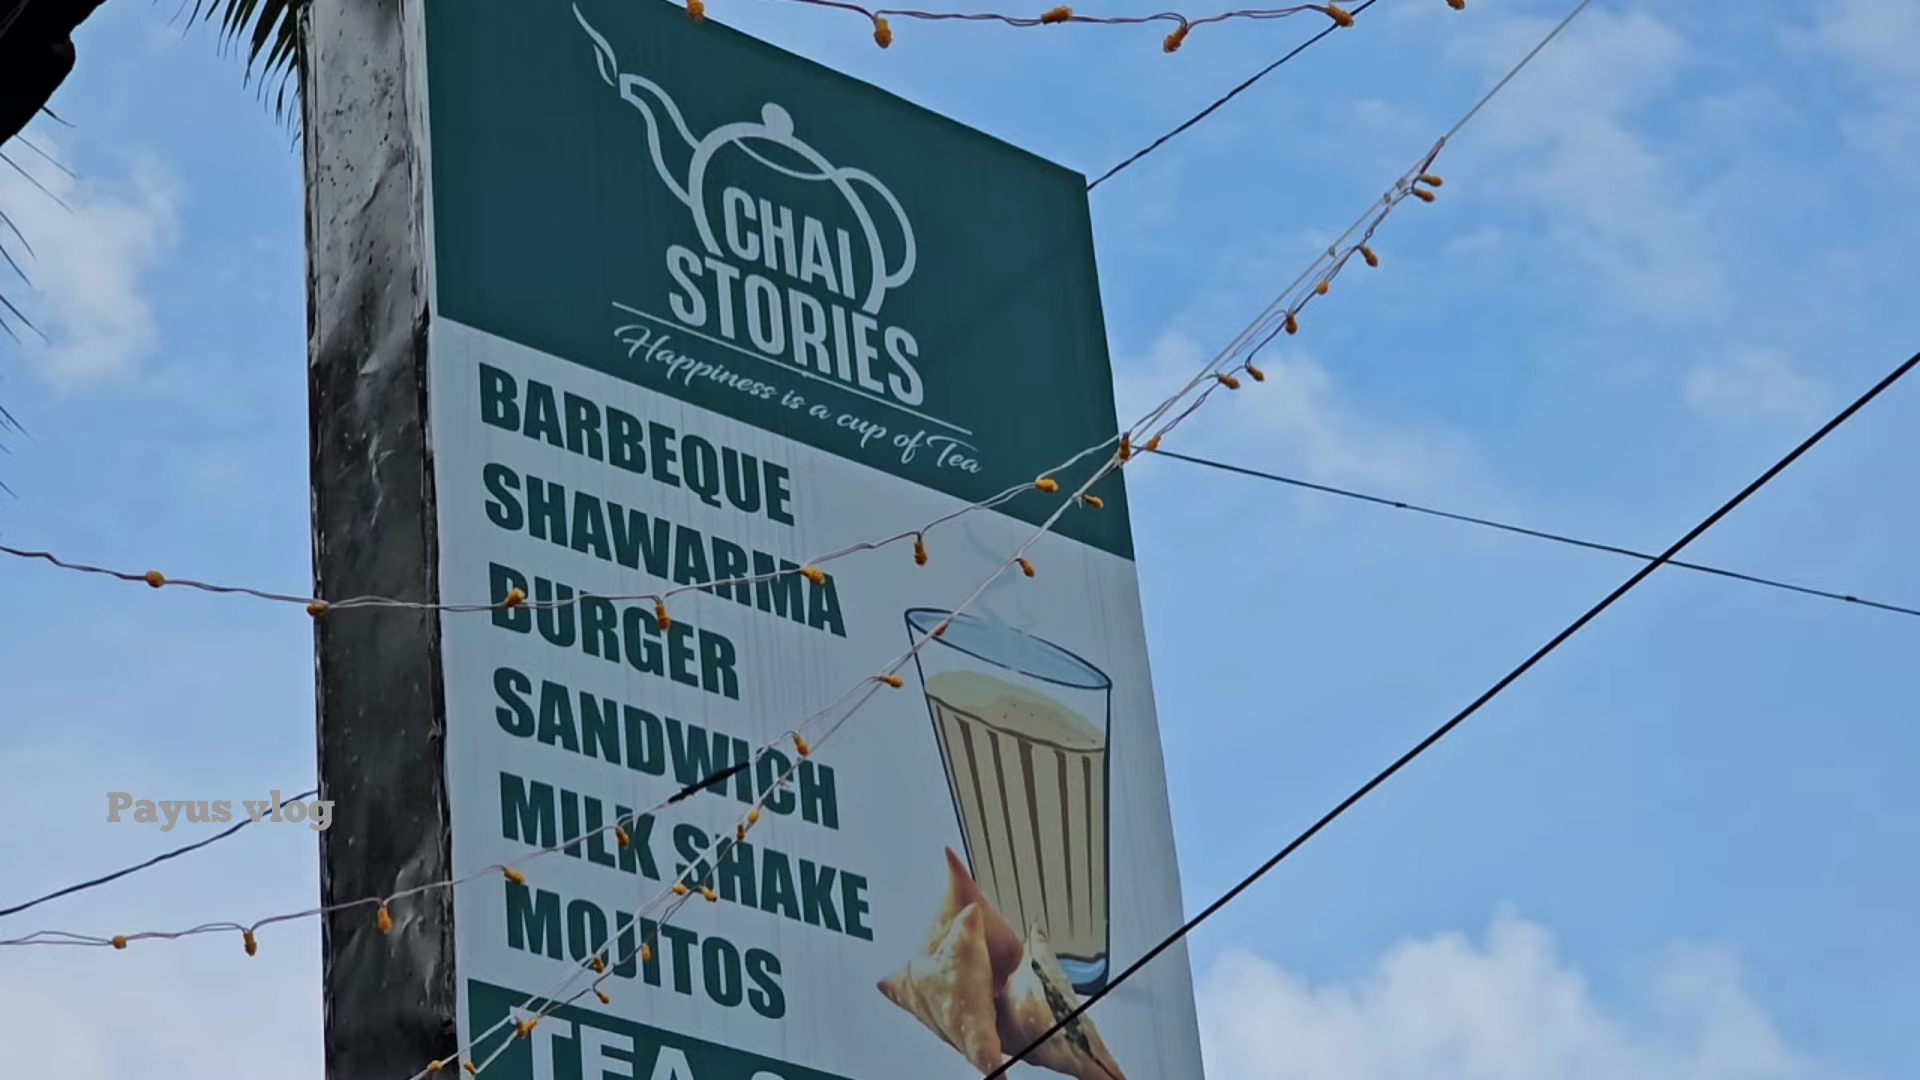 CHAI
STORIES
Happiness is a cup of Tea
BARBEQUE
SHAWARMA
BURGER
SANDWICH
MILK SHAKE
MOJITOS
TEA
Payus vlog